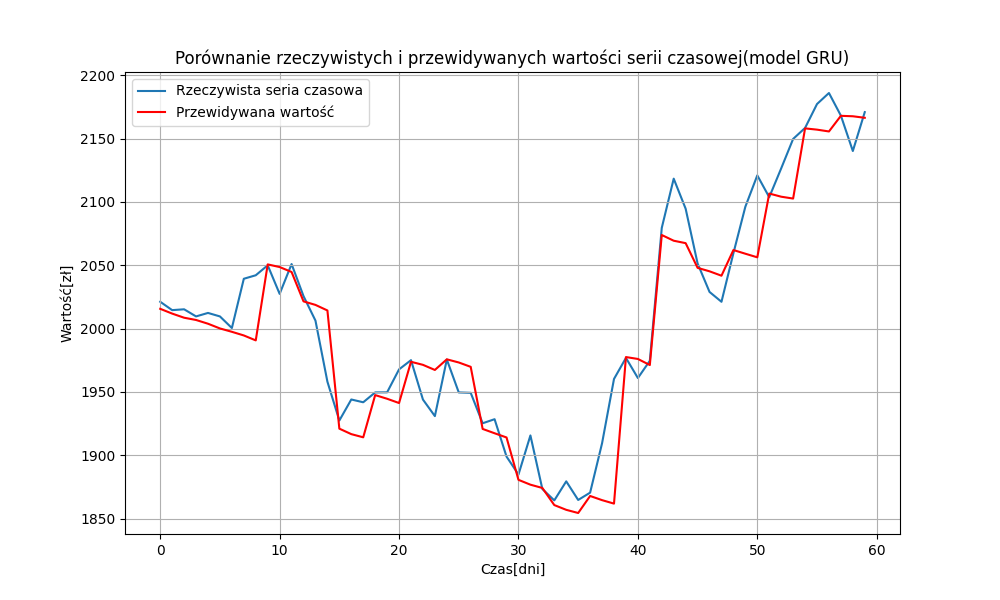 Porównanie rzeczywistych i przewidywanych wartości serii czasowej(model GRU)
Rzeczywista seria czasowa
Przewidywana wartość
Wartość[zł]
2200
2150
2100
2050
2000
1950
1900
1850
0 10 20 30 40 50 60
Czas[dni]